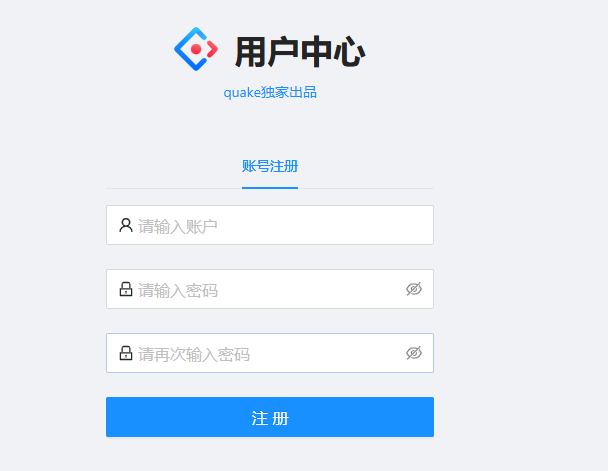 用户中心
quake独家出品
账号注册
请输入账户
请输入密码
请再次输入密码
注 册